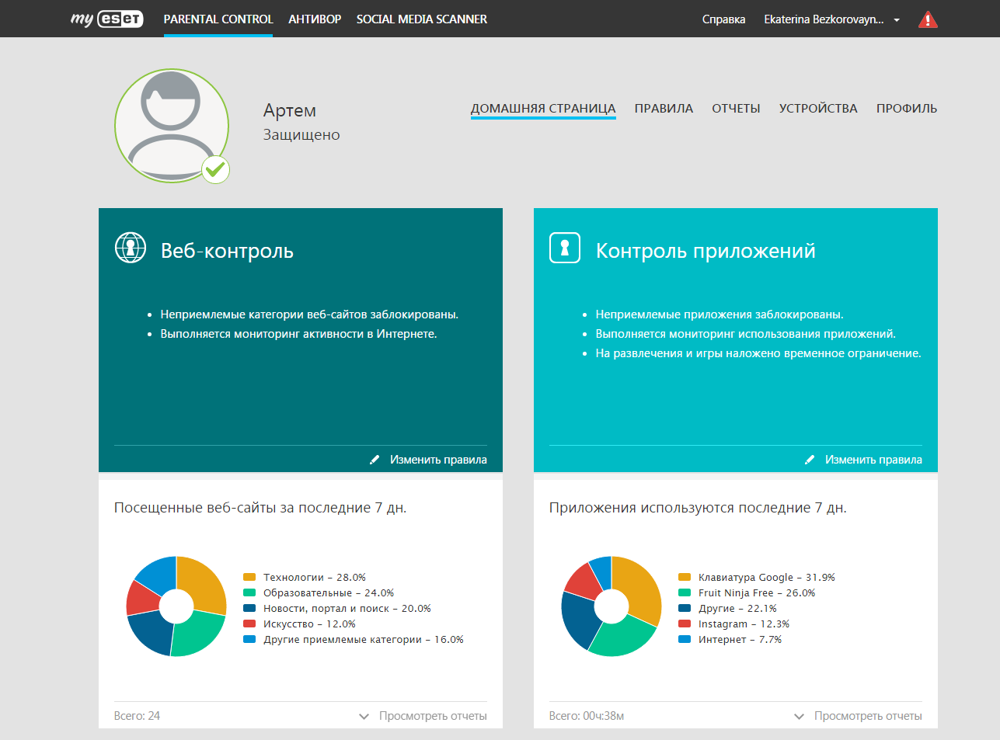 my eset PARENTAL CONTROL АНТИВОР SOCIAL MEDIA SCANNER Справка Ekaterina Bezkorovayn...
Артем
Защищено
ДОМАШНЯЯ СТРАНИЦА ПРАВИЛА ОТЧЕТЫ УСТРОЙСТВА ПРОФИЛЬ
Веб-контроль
• Неприемлемые категории веб-сайтов заблокированы.
• Выполняется мониторинг активности в Интернете.
Изменить правила
Контроль приложений
• Неприемлемые приложения заблокированы.
• Выполняется мониторинг использования приложений.
• На развлечения и игры наложено временное ограничение.
Изменить правила
Посещенные веб-сайты за последние 7 дн.
Технологии – 28.0%
Образовательные – 24.0%
Новости, портал и поиск – 20.0%
Искусство – 12.0%
Другие приемлемые категории – 16.0%
Всего: 24 Просмотреть отчеты
Приложения используются последние 7 дн.
Клавиатура Google – 31.9%
Fruit Ninja Free – 26.0%
Другие – 22.1%
Instagram – 12.3%
Интернет – 7.7%
Всего: 00ч:38м Просмотреть отчеты